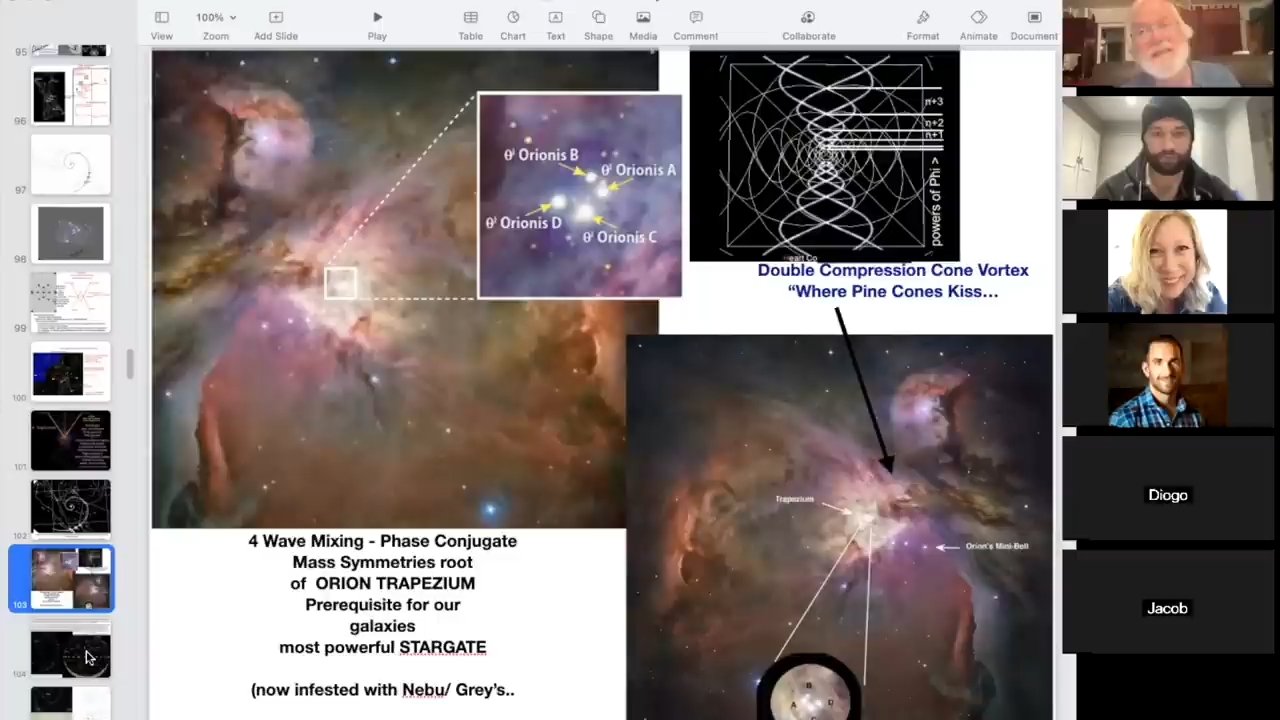 100%
View
Zoom
Add Slide
Play
Table
Chart
Text
Shape
Media
Comment
Collaborate
Format
Animate
Document
95
96
97
98
99
100
101
102
103
104
θ¹ Orionis B
θ¹ Orionis A
θ¹ Orionis D
θ¹ Orionis C
n+3
n+2
n+1
powers of Phi >
Double Compression Cone Vortex
“Where Pine Cones Kiss…
Trapezium
Orion's Mini-Belt
B
A
D
C
4 Wave Mixing - Phase Conjugate
Mass Symmetries root
of ORION TRAPEZIUM
Prerequisite for our
galaxies
most powerful STARGATE
(now infested with Nebu/ Grey’s..
Diogo
Jacob